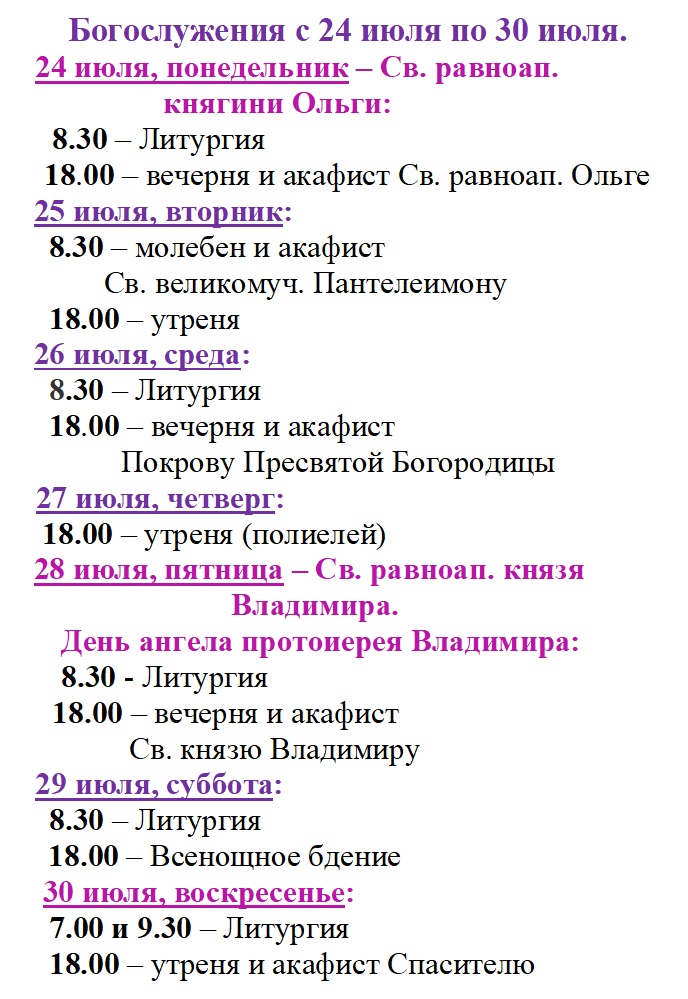 Богослужения с 24 июля по 30 июля.
24 июля, понедельник – Св. равноап.
княгини Ольги:
8.30 – Литургия
18.00 – вечерня и акафист Св. равноап. Ольге
25 июля, вторник:
8.30 – молебен и акафист
Св. великомуч. Пантелеимону
18.00 – утреня
26 июля, среда:
8.30 – Литургия
18.00 – вечерня и акафист
Покрову Пресвятой Богородицы
27 июля, четверг:
18.00 – утреня (полиелей)
28 июля, пятница – Св. равноап. князя
Владимира.
День ангела протоиерея Владимира:
8.30 - Литургия
18.00 – вечерня и акафист
Св. князю Владимиру
29 июля, суббота:
8.30 – Литургия
18.00 – Всенощное бдение
30 июля, воскресенье:
7.00 и 9.30 – Литургия
18.00 – утреня и акафист Спасителю